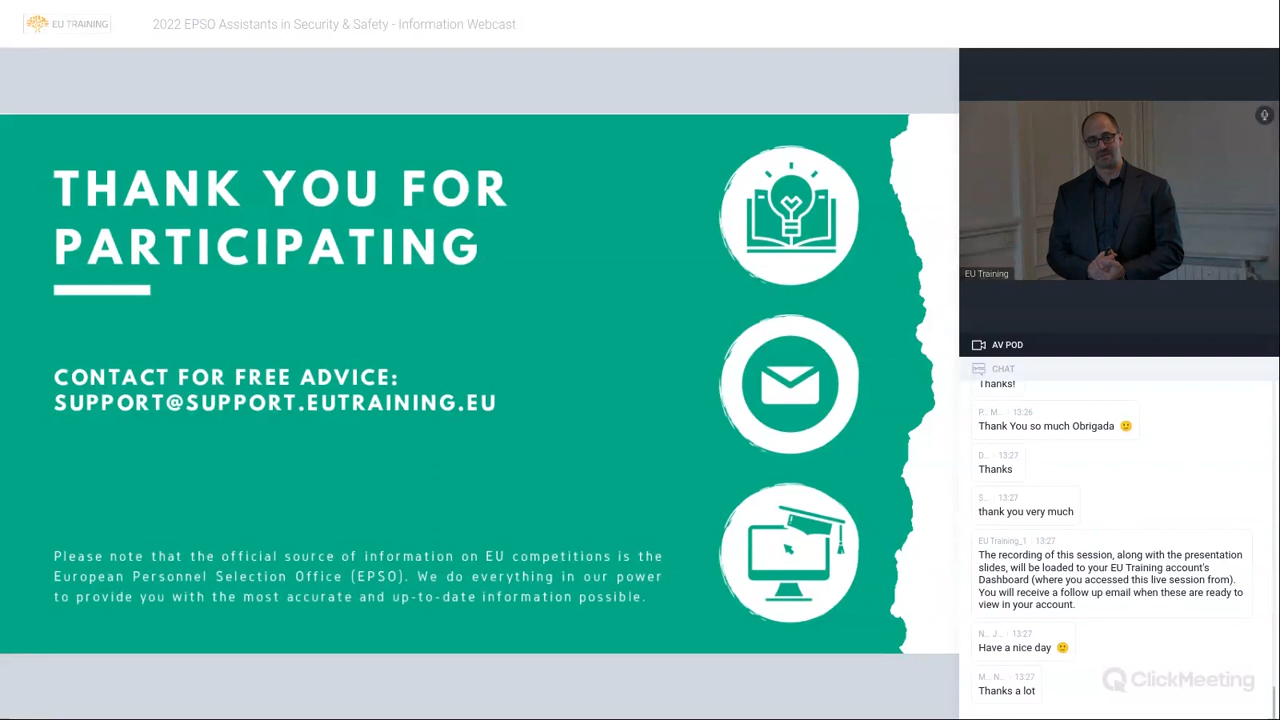 EU TRAINING
2022 EPSO Assistants in Security & Safety - Information Webcast
THANK YOU FOR
PARTICIPATING
CONTACT FOR FREE ADVICE:
SUPPORT@SUPPORT.EUTRAINING.EU
Please note that the official source of information on EU competitions is the
European Personnel Selection Office (EPSO). We do everything in our power
to provide you with the most accurate and up-to-date information possible.
EU Training
AV POD
CHAT
Thanks!
P.. M... · 13:26
Thank You so much Obrigada 🙂
D... · 13:27
Thanks
S... · 13:27
thank you very much
EU Training_1 · 13:27
The recording of this session, along with the presentation
slides, will be loaded to your EU Training account's
Dashboard (where you accessed this live session from).
You will receive a follow up email when these are ready to
view in your account.
N.. J... · 13:27
Have a nice day 🙂
M.. N... · 13:27
Thanks a lot
ClickMeeting